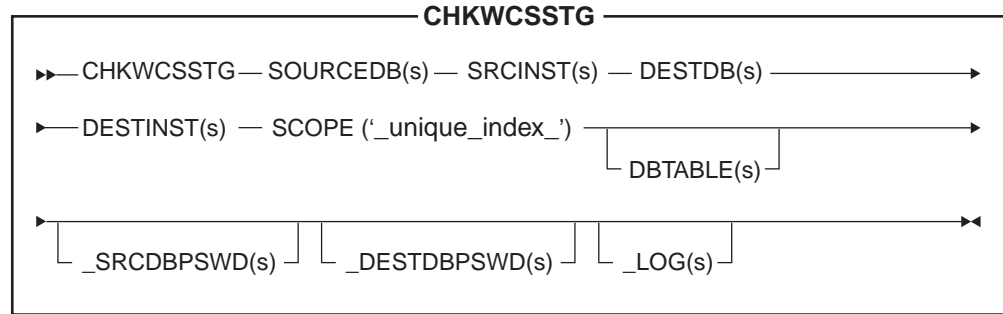 CHKWCSSTG
CHKWCSSTG SOURCEDB(s) SRCINST(s) DESTDB(s)
DESTINST(s) SCOPE (‘_unique_index_’)
DBTABLE(s)
_SRCDBPSWD(s) _DESTDBPSWD(s) _LOG(s)